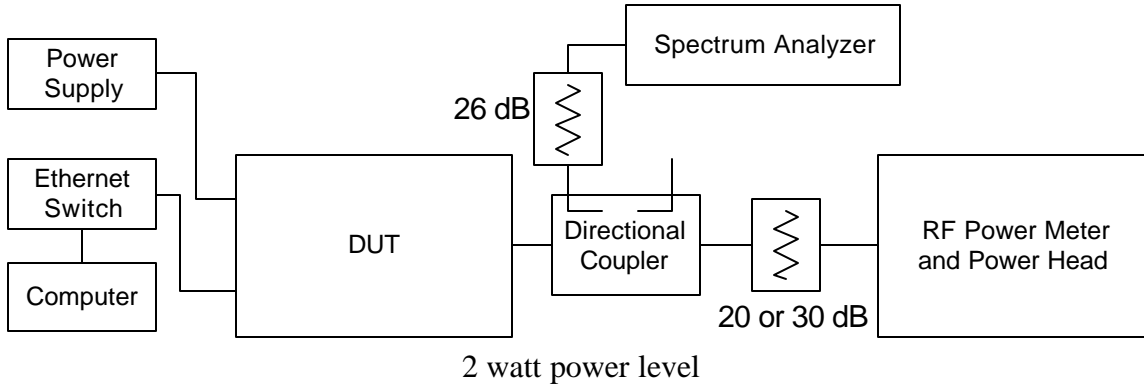 Power
Supply
Spectrum Analyzer
26 dB
Ethernet
Switch
DUT
Directional
Coupler
RF Power Meter
and Power Head
Computer
20 or 30 dB
2 watt power level